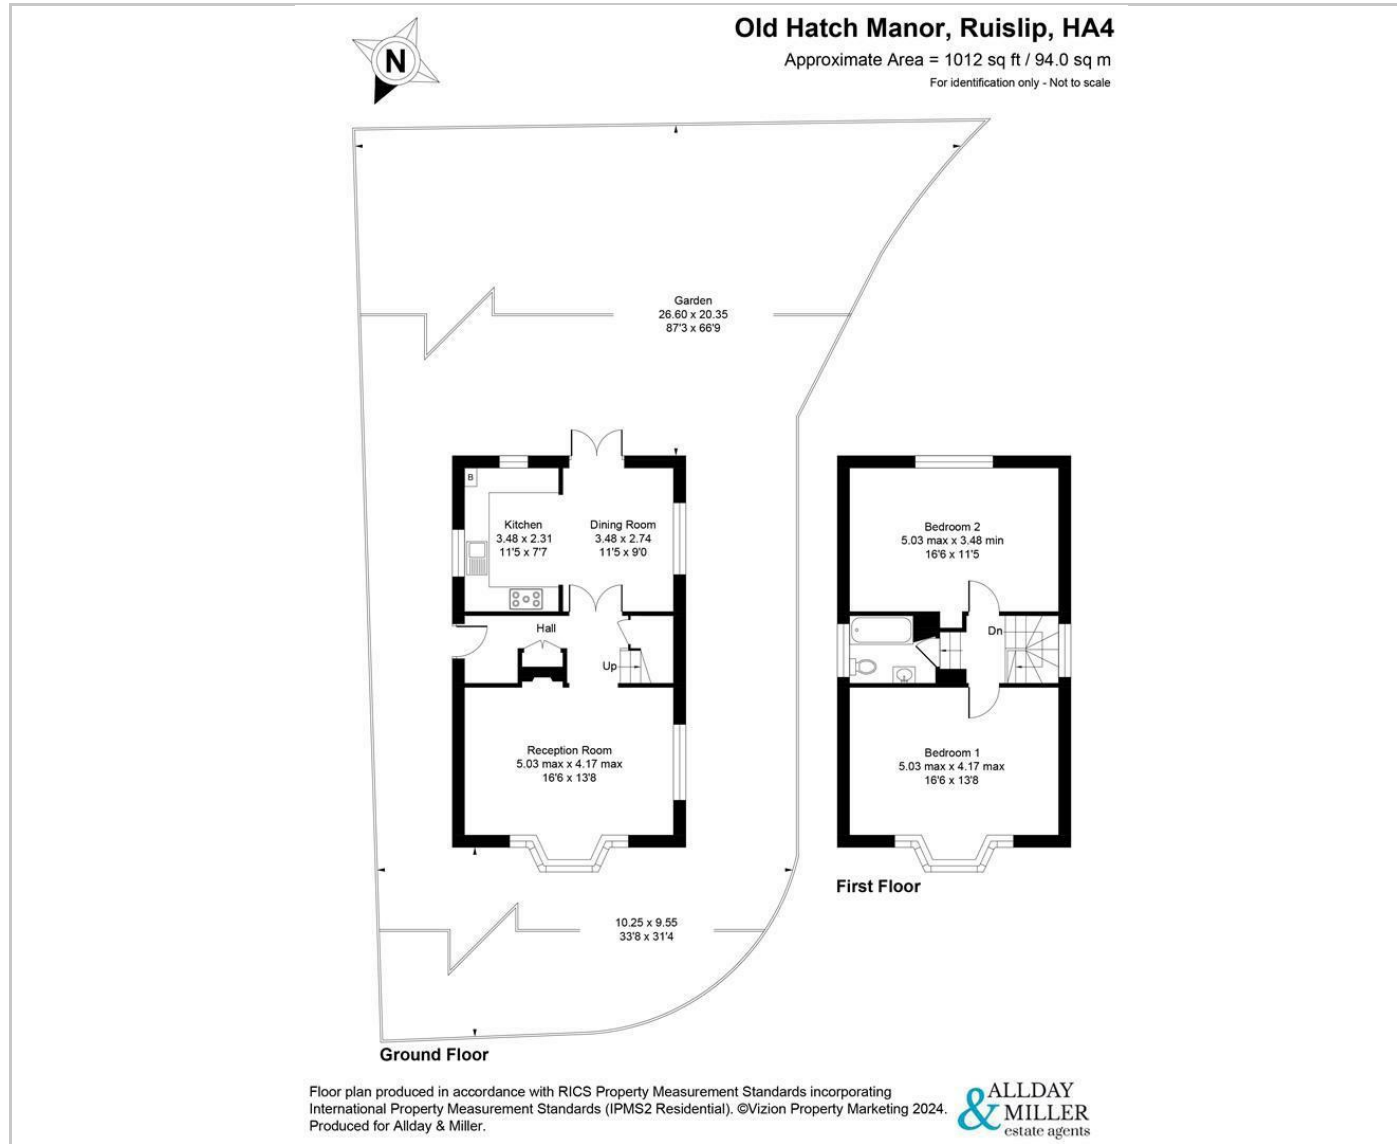 N
Old Hatch Manor, Ruislip, HA4
Approximate Area = 1012 sq ft / 94.0 sq m
For identification only - Not to scale
Garden
26.60 x 20.35
87'3 x 66'9
B
Kitchen
3.48 x 2.31
11'5 x 7'7
Dining Room
3.48 x 2.74
11'5 x 9'0
Hall
Up
Reception Room
5.03 max x 4.17 max
16'6 x 13'8
10.25 x 9.55
33'8 x 31'4
Ground Floor
Bedroom 2
5.03 max x 3.48 min
16'6 x 11'5
Dn
Bedroom 1
5.03 max x 4.17 max
16'6 x 13'8
First Floor
Floor plan produced in accordance with RICS Property Measurement Standards incorporating
International Property Measurement Standards (IPMS2 Residential). ©Vizion Property Marketing 2024.
Produced for Allday & Miller.
ALLDAY
& MILLER
estate agents